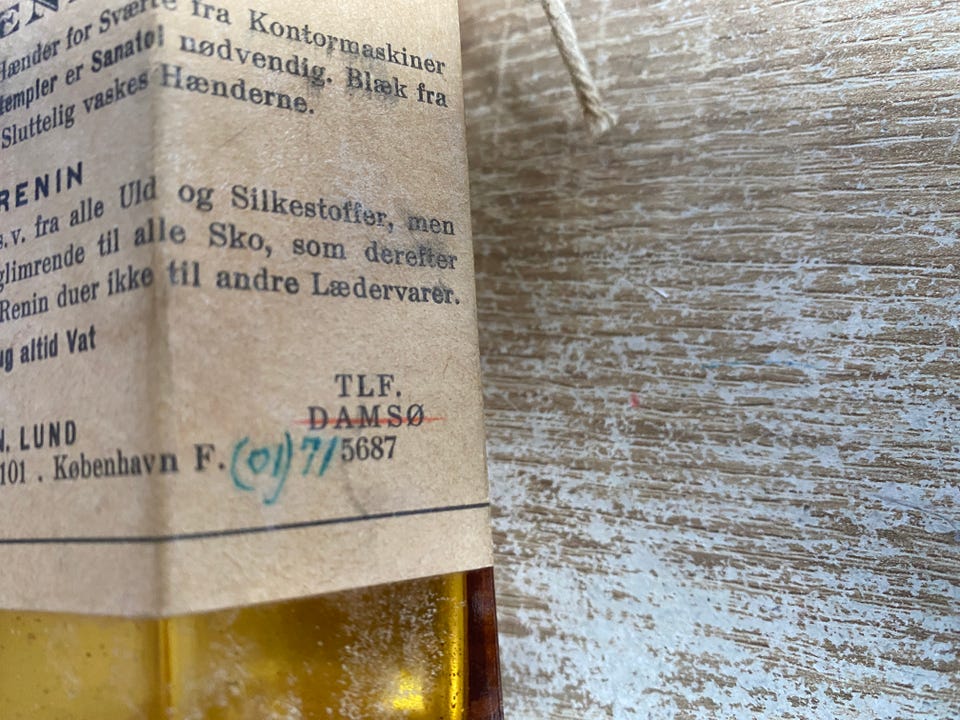 Hænder for Sværte fra Kontormaskiner
templer er Sanatol nødvendig. Blæk fra
Sluttelig vaskes Hænderne.
RENIN
s.v. fra alle Uld og Silkestoffer, men
glimrende til alle Sko, som derefter
Renin duer ikke til andre Lædervarer.
ug altid Vat
TLF.
DAMSØ
N. LUND
101 . København F. (01) 71 5687